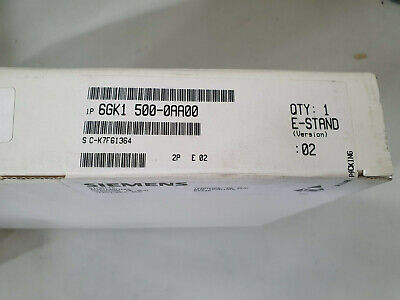 1P 6GK1 500-0AA00
QTY: 1
E-STAND
(Version)
:02
S C-K7F61364
2P E 02
PACKING
SIEMENS